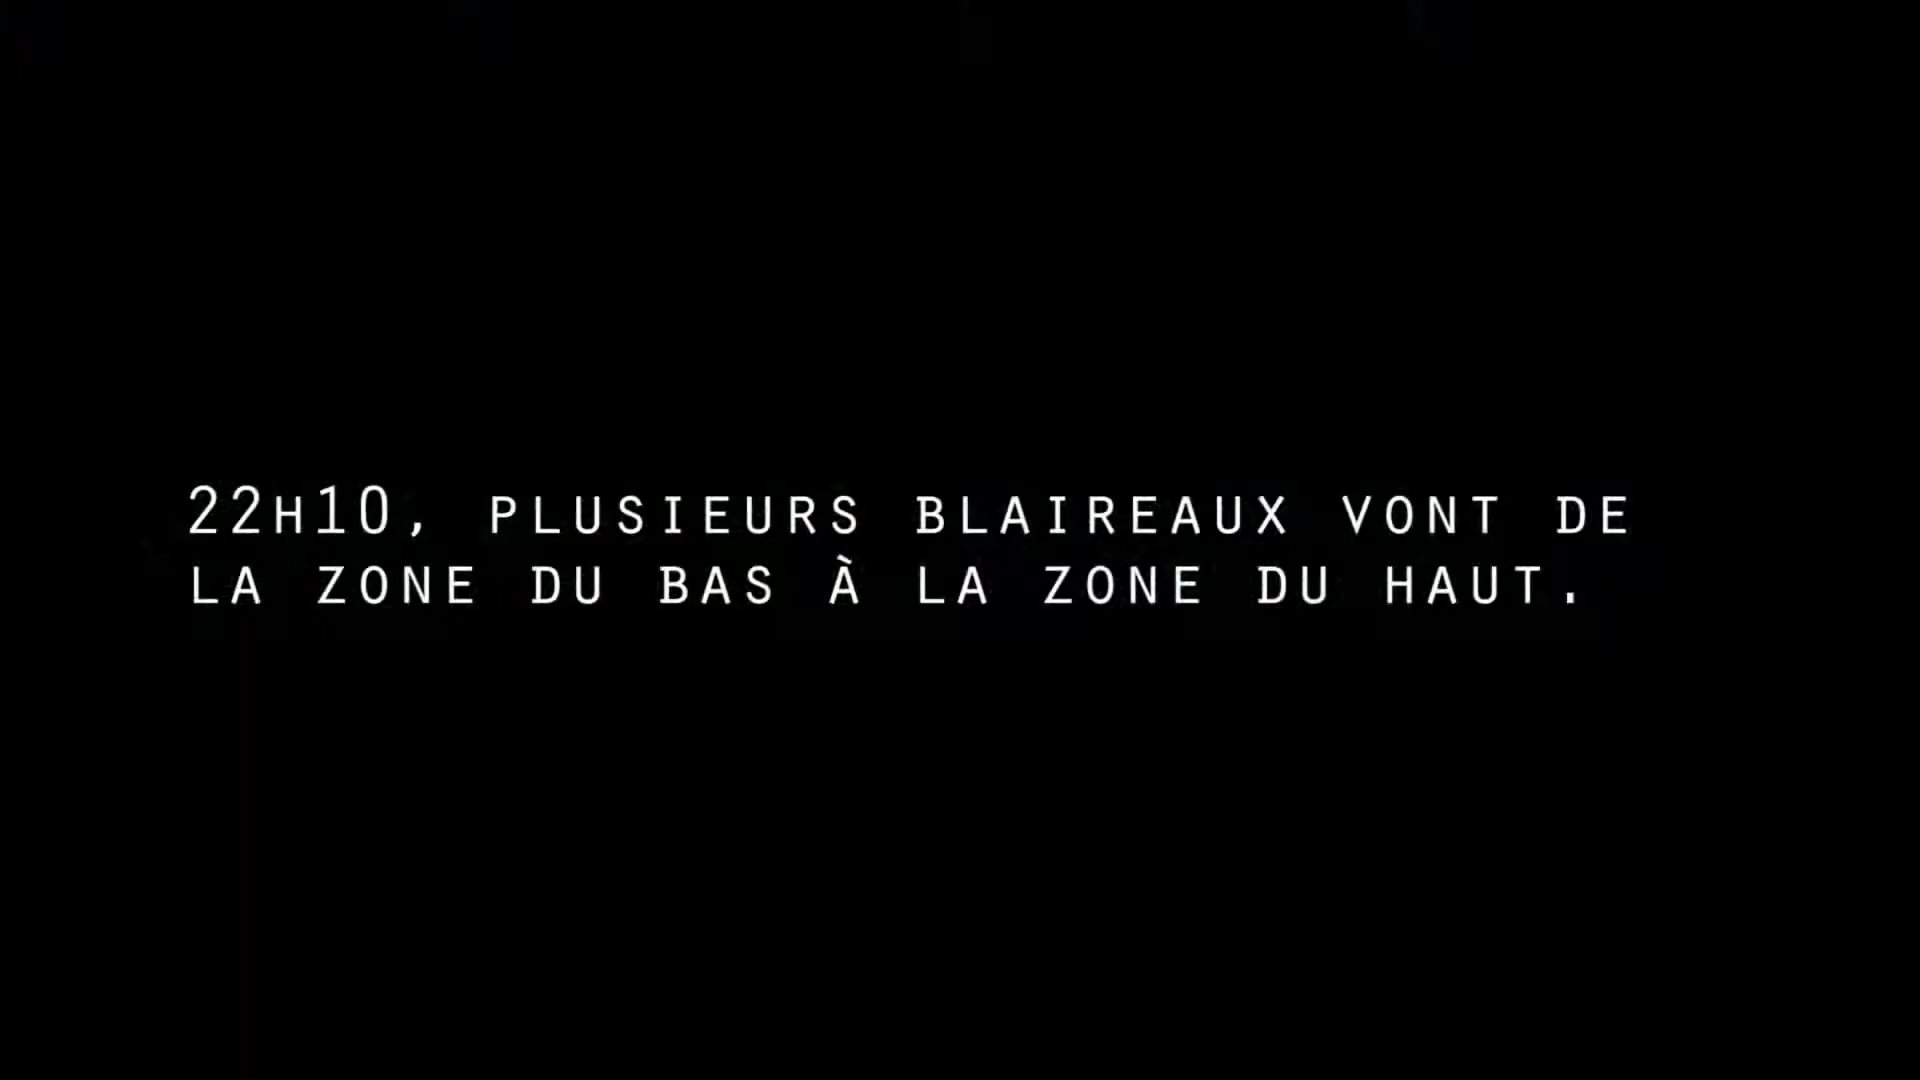 22H10, PLUSIEURS BLAIREAUX VONT DE
LA ZONE DU BAS À LA ZONE DU HAUT.